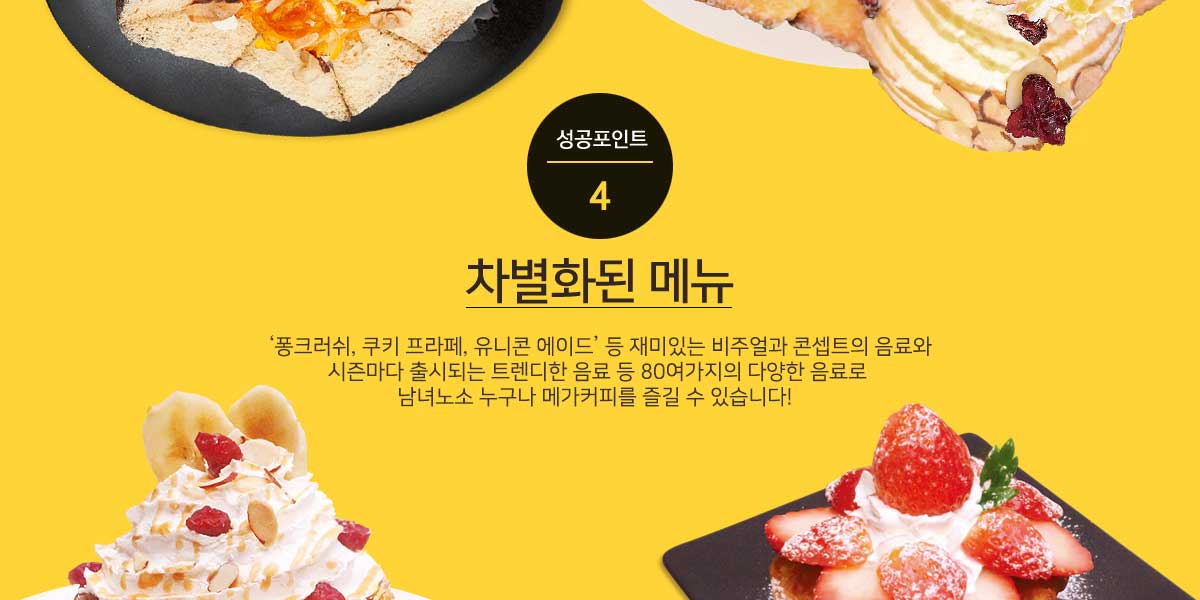 성공포인트
4
차별화된 메뉴
‘퐁크러쉬, 쿠키 프라페, 유니콘 에이드’ 등 재미있는 비주얼과 콘셉트의 음료와
시즌마다 출시되는 트렌디한 음료 등 80여가지의 다양한 음료로
남녀노소 누구나 메가커피를 즐길 수 있습니다!